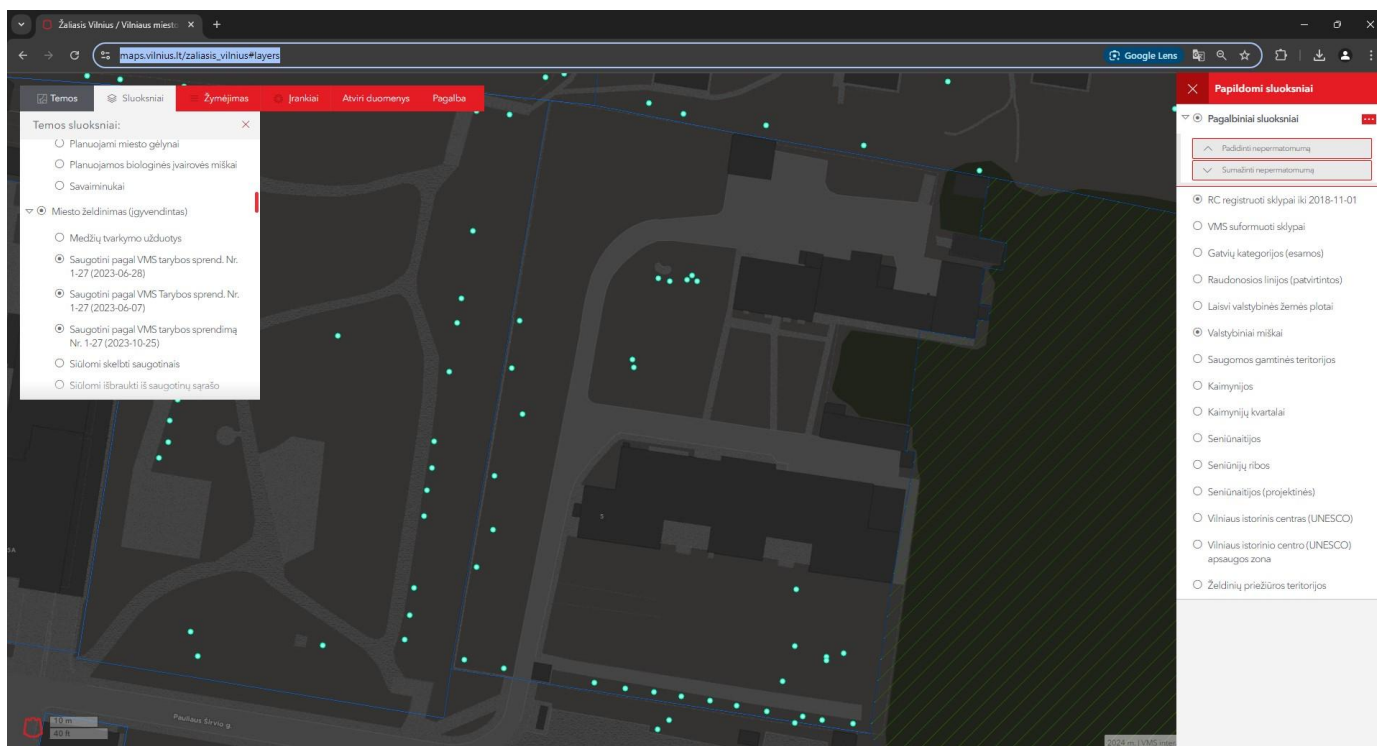 Žaliasis Vilnius / Vilniaus miesto
maps.vilnius.lt/zaliasis_vilnius#layers
Google Lens
Temos
Sluoksniai
Žymėjimas
Įrankiai
Atviri duomenys
Pagalba
Temos sluoksniai:
Planuojami miesto gėlynai
Planuojamos biologinės įvairovės miškai
Savaiminukai
Miesto želdinimas (įgyvendintas)
Medžių tvarkymo užduotys
Saugotini pagal VMS tarybos sprend. Nr.
1-27 (2023-06-28)
Saugotini pagal VMS Tarybos sprend. Nr.
1-27 (2023-06-07)
Saugotini pagal VMS tarybos sprendimą
Nr. 1-27 (2023-10-25)
Siūlomi skelbti saugotinais
Siūlomi išbraukti iš saugotinų sąrašo
Papildomi sluoksniai
Pagalbiniai sluoksniai
Padidinti nepermatomumą
Sumažinti nepermatomumą
RC registruoti sklypai iki 2018-11-01
VMS suformuoti sklypai
Gatvių kategorijos (esamos)
Raudonosios linijos (patvirtintos)
Laisvi valstybinės žemės plotai
Valstybiniai miškai
Saugomos gamtinės teritorijos
Kaimynijos
Kaimynijų kvartalai
Seniūnaitijos
Seniūnijų ribos
Seniūnaitijos (projektinės)
Vilniaus istorinis centras (UNESCO)
Vilniaus istorinio centro (UNESCO)
apsaugos zona
Želdinių priežiūros teritorijos
5
Pauliaus Širvio g.
10 m
40 ft
2024 m. | VMS inter